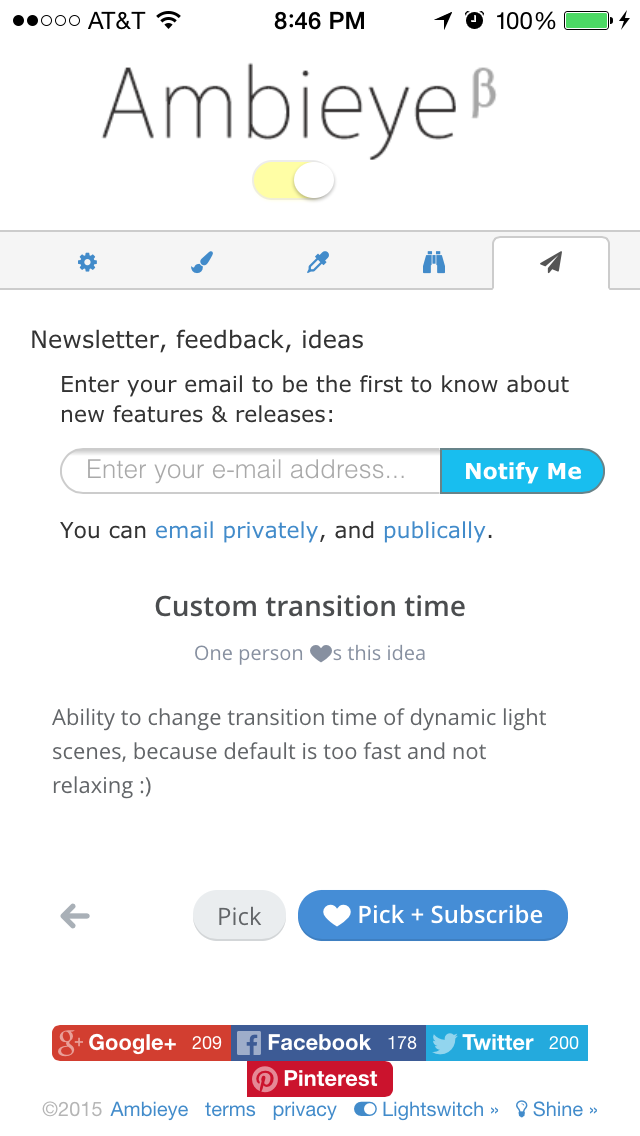 AT&T 8:46 PM 100%
Ambieye β
Newsletter, feedback, ideas
Enter your email to be the first to know about
new features & releases:
Enter your e-mail address... Notify Me
You can email privately, and publically.
Custom transition time
One person ♥s this idea
Ability to change transition time of dynamic light
scenes, because default is too fast and not
relaxing :)
Pick ♥ Pick + Subscribe
g+ Google+ 209 f Facebook 178 Twitter 200
Pinterest
©2015 Ambieye terms privacy Lightswitch » Shine »